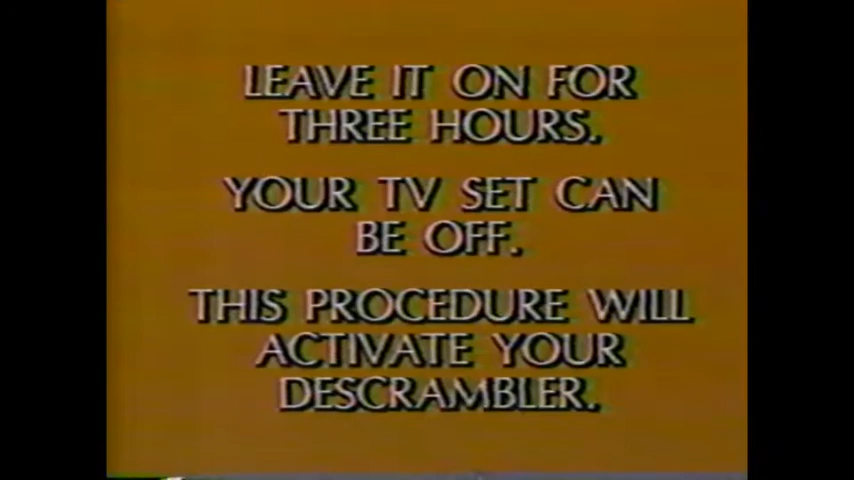 LEAVE IT ON FOR
THREE HOURS.
YOUR TV SET CAN
BE OFF.
THIS PROCEDURE WILL
ACTIVATE YOUR
DESCRAMBLER.